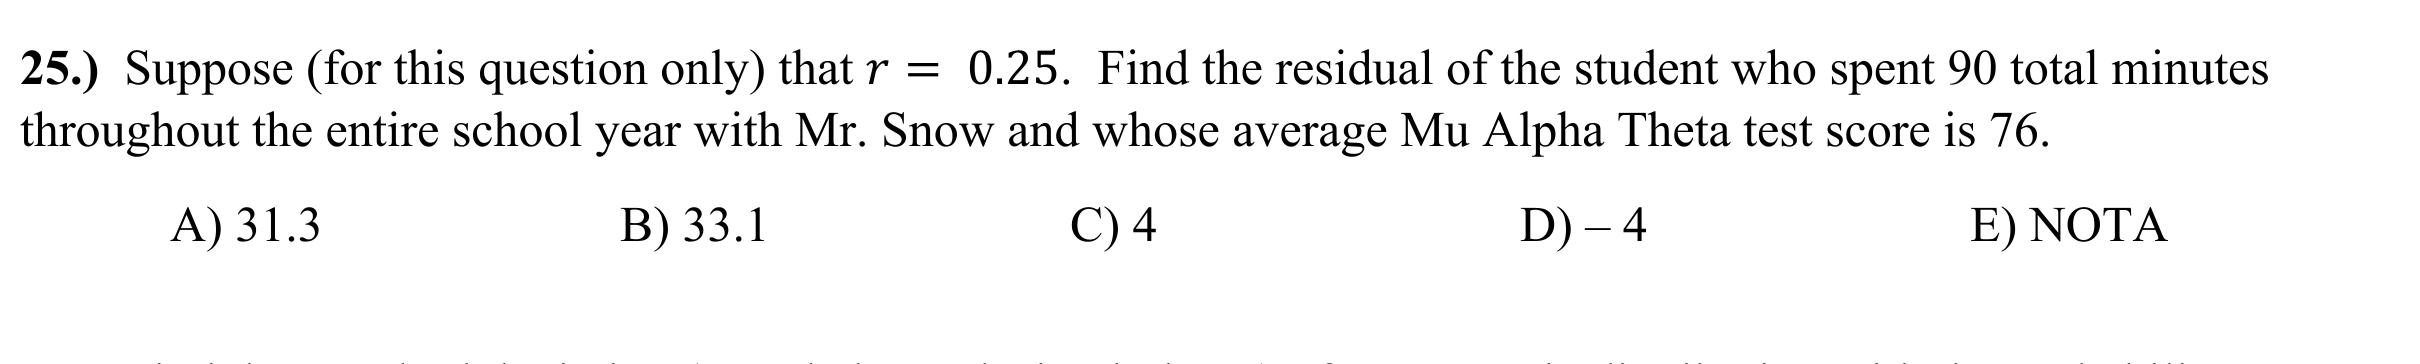 25.) Suppose (for this question only) that r = 0.25. Find the residual of the student who spent 90 total minutes
throughout the entire school year with Mr. Snow and whose average Mu Alpha Theta test score is 76.
A) 31.3 B) 33.1 C) 4 D) – 4 E) NOTA